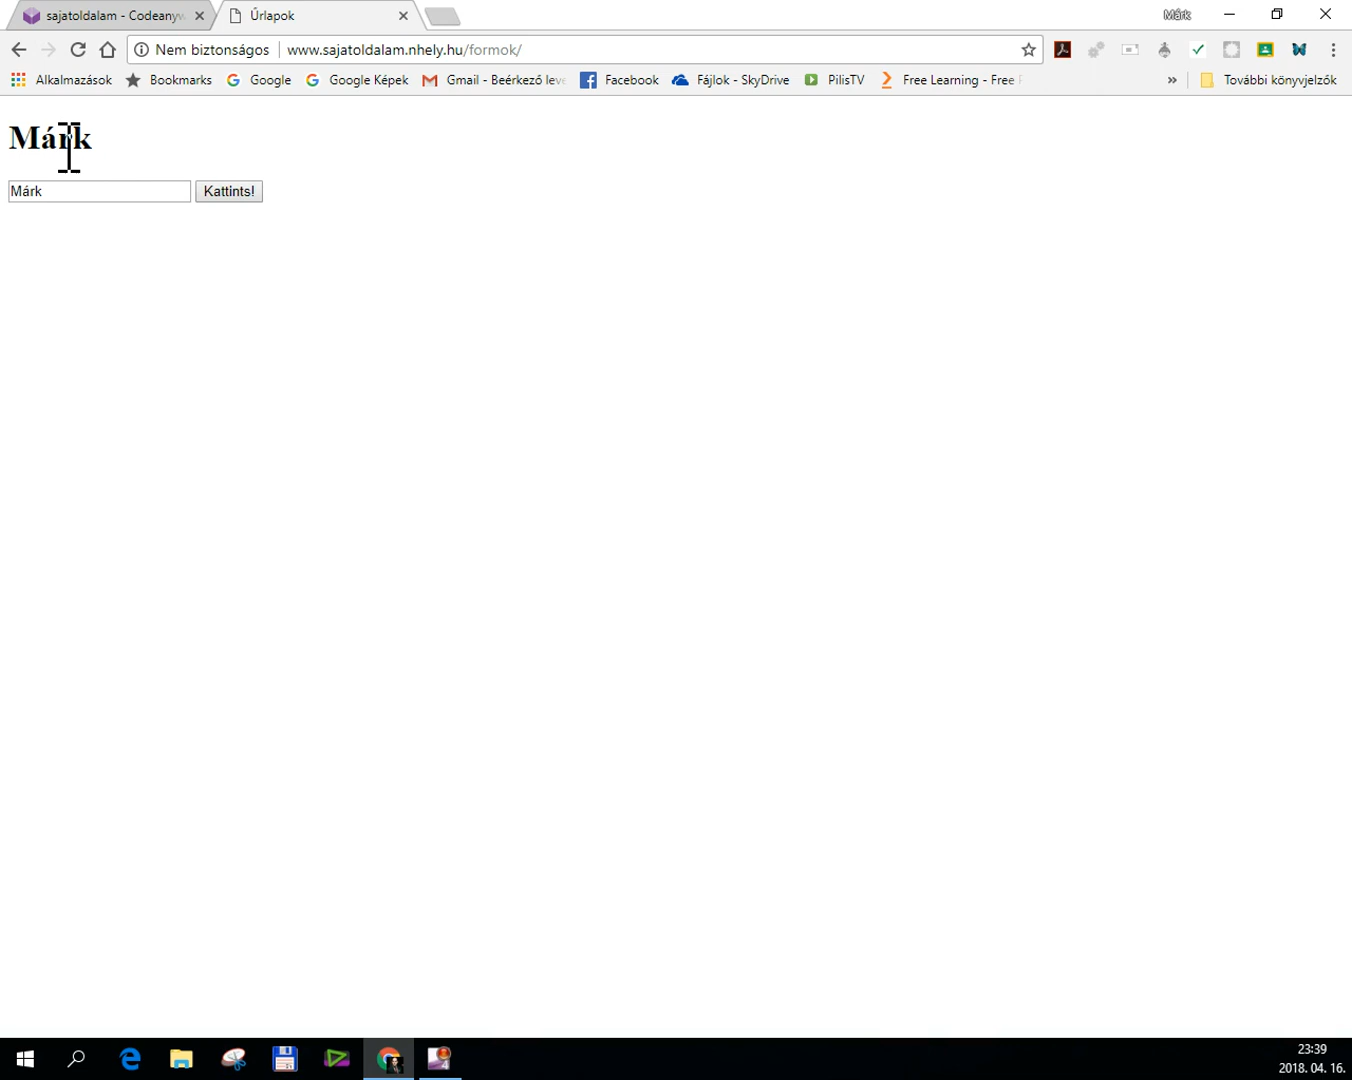 sajatoldalam - Codeanyw
Űrlapok
Márk
Nem biztonságos www.sajatoldalam.nhely.hu/formok/
Alkalmazások Bookmarks Google Google Képek Gmail - Beérkező leve Facebook Fájlok - SkyDrive PilisTV Free Learning - Free » További könyvjelzők
Márk
Márk Kattints!
23:39
2018. 04. 16.